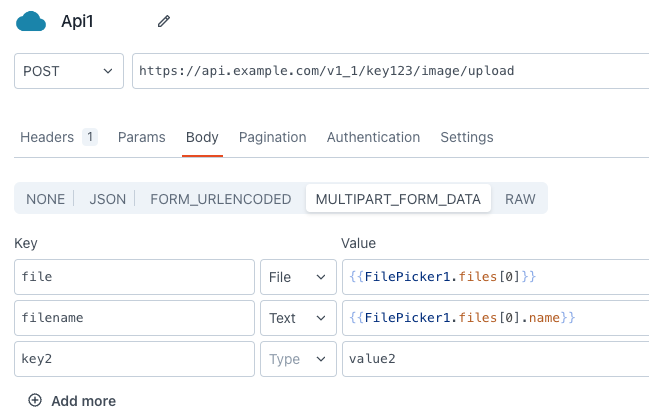 Api1
POST https://api.example.com/v1_1/key123/image/upload
Headers 1 Params Body Pagination Authentication Settings
NONE JSON FORM_URLENCODED MULTIPART_FORM_DATA RAW
Key Value
file File {{FilePicker1.files[0]}}
filename Text {{FilePicker1.files[0].name}}
key2 Type value2
Add more